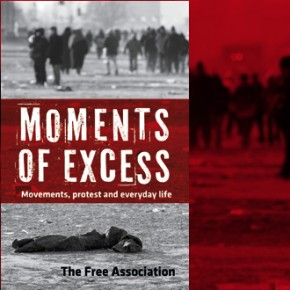 MOMENTS
OF EXCESS
Movements, protest and everyday life
The Free Association